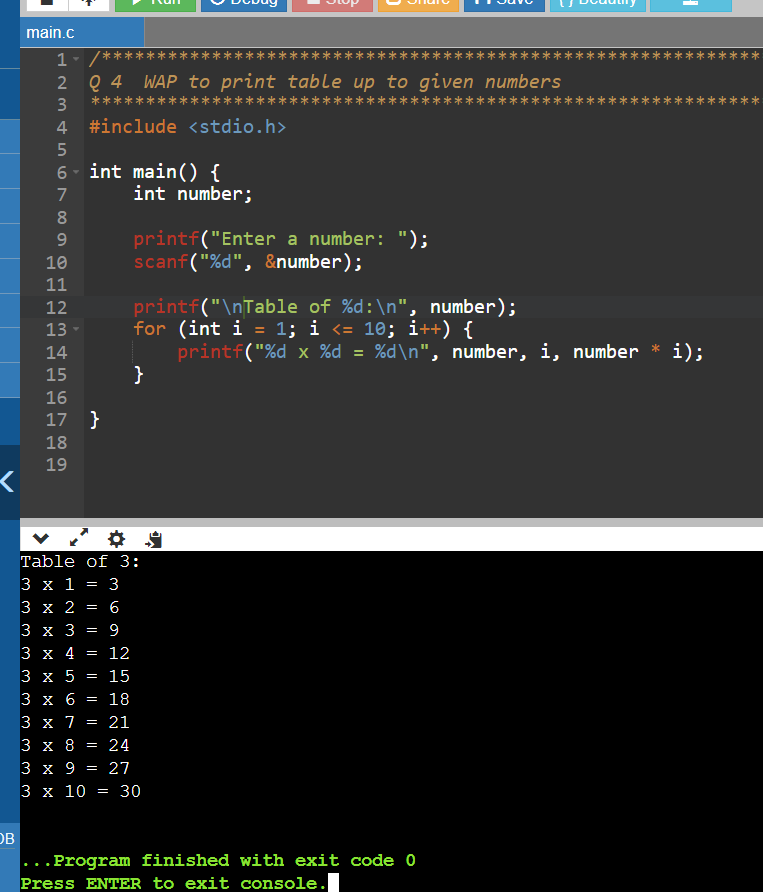 Run Debug Stop Share Save { } Beautify
main.c
1 /************************************************************
2 Q 4  WAP to print table up to given numbers
3 *************************************************************
4 #include <stdio.h>
5
6 int main() {
7     int number;
8
9     printf("Enter a number: ");
10     scanf("%d", &number);
11
12     printf("\nTable of %d:\n", number);
13     for (int i = 1; i <= 10; i++) {
14         printf("%d x %d = %d\n", number, i, number * i);
15     }
16
17 }
18
19
Table of 3:
3 x 1 = 3
3 x 2 = 6
3 x 3 = 9
3 x 4 = 12
3 x 5 = 15
3 x 6 = 18
3 x 7 = 21
3 x 8 = 24
3 x 9 = 27
3 x 10 = 30
DB
...Program finished with exit code 0
Press ENTER to exit console.